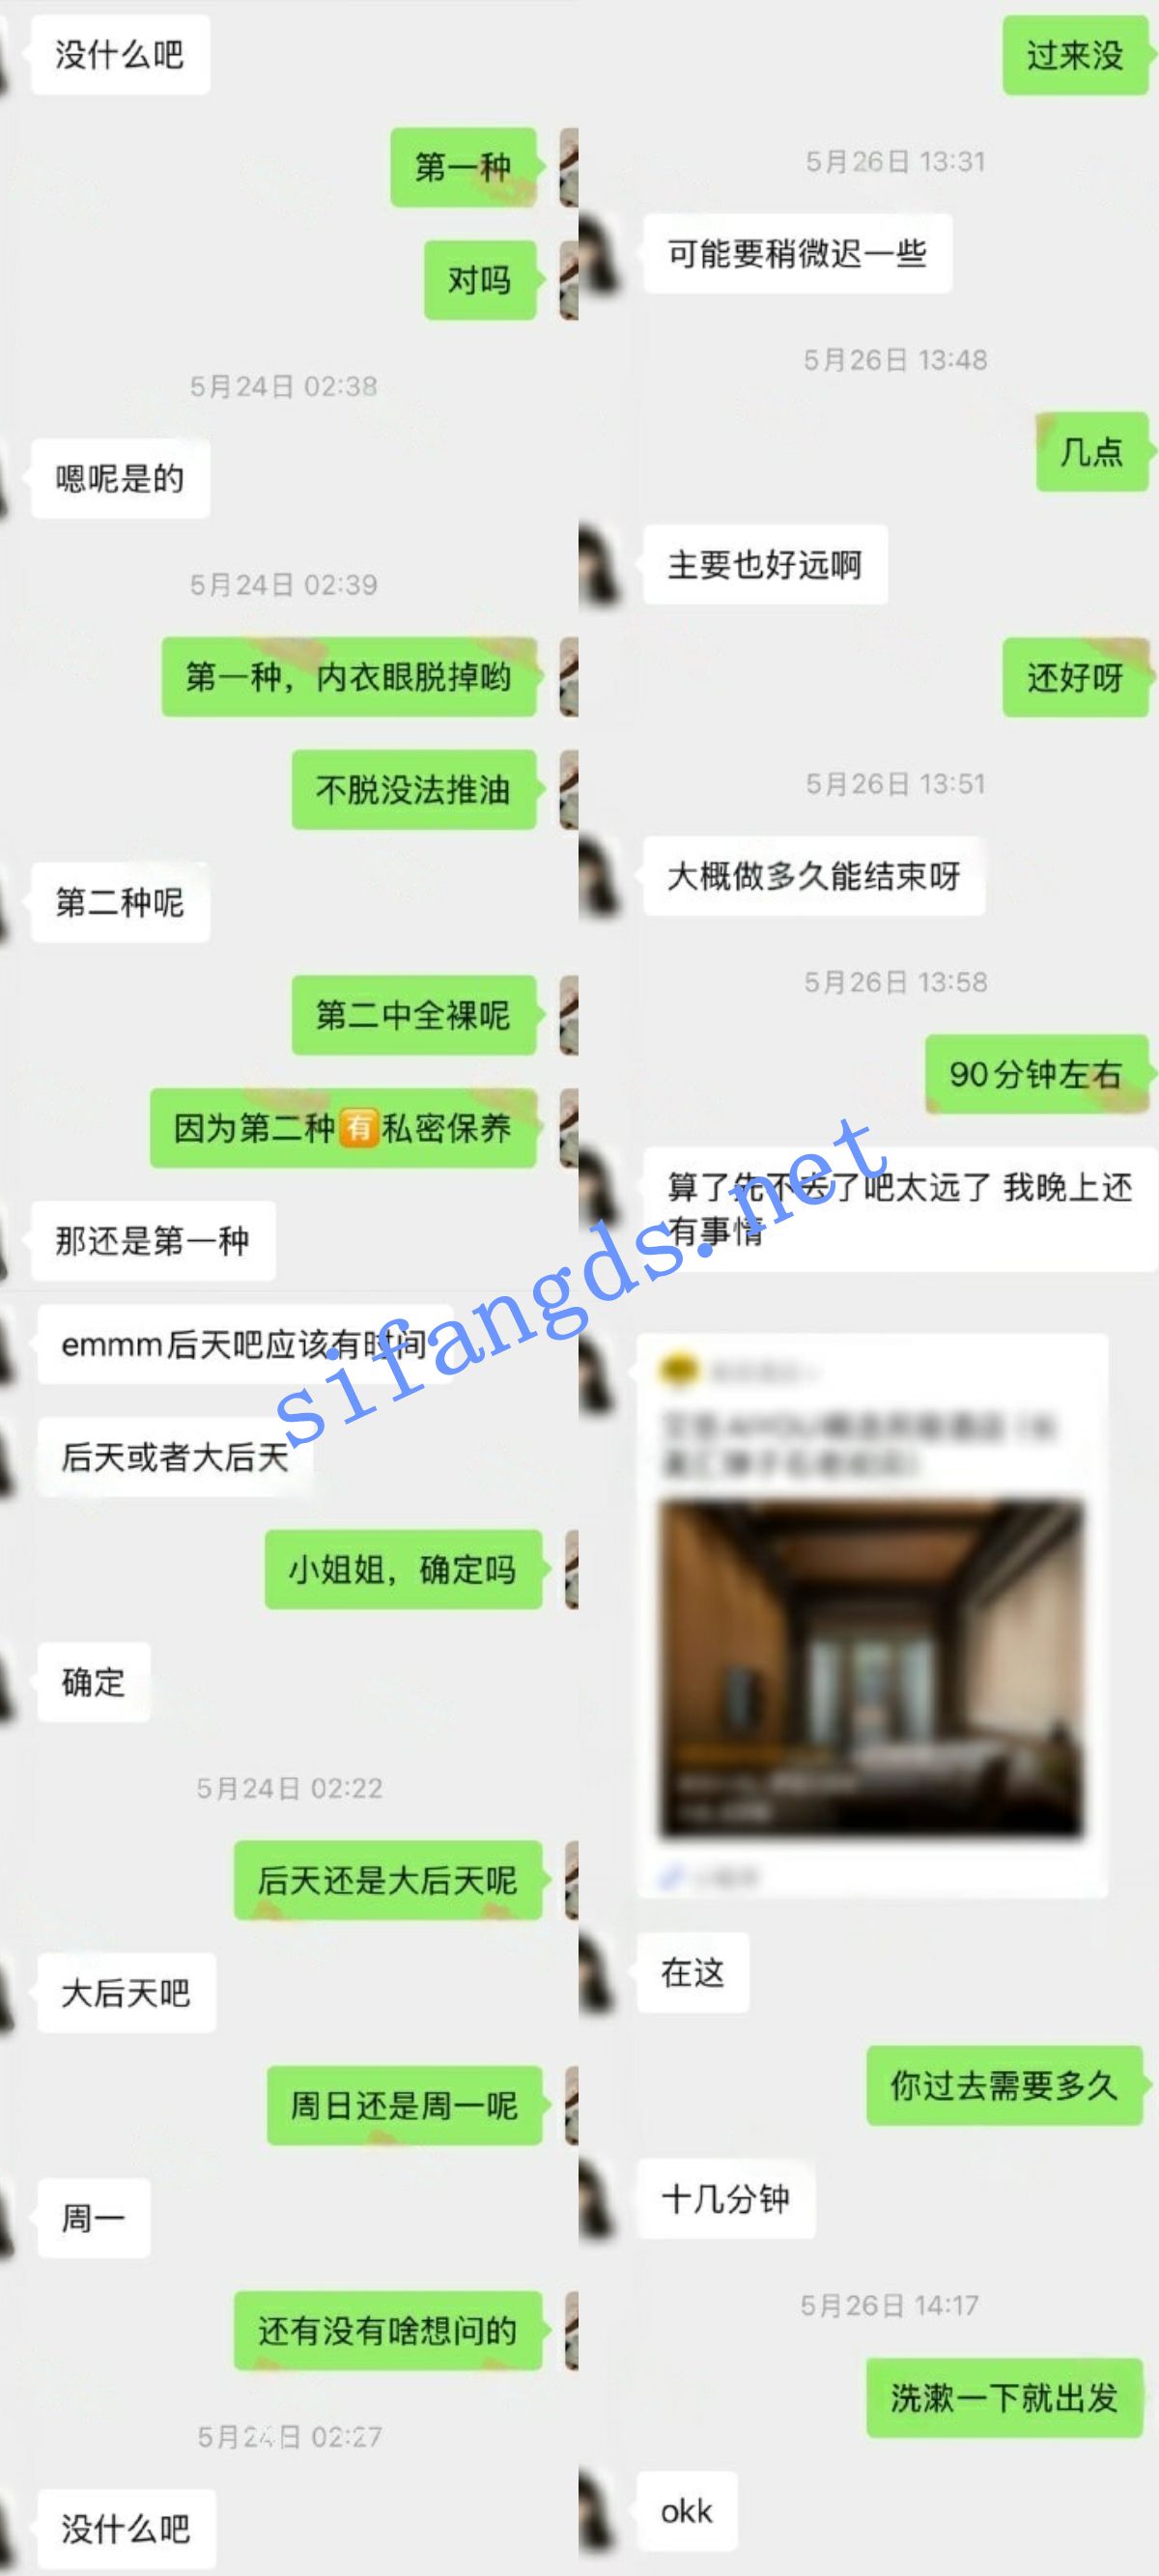 没什么吧
第一种
对吗
5月24日 02:38
嗯呢是的
5月24日 02:39
第一种，内衣眼脱掉哟
不脱没法推油
第二种呢
第二中全裸呢
因为第二种🈶私密保养
那还是第一种
emmm后天吧应该有时间
后天或者大后天
小姐姐，确定吗
确定
5月24日 02:22
后天还是大后天呢
大后天吧
周日还是周一呢
周一
还有没有啥想问的
5月24日 02:27
没什么吧
过来没
5月26日 13:31
可能要稍微迟一些
5月26日 13:48
几点
主要也好远啊
还好呀
5月26日 13:51
大概做多久能结束呀
5月26日 13:58
90分钟左右
算了先不去了吧太远了 我晚上还
有事情
在这
你过去需要多久
十几分钟
5月26日 14:17
洗漱一下就出发
okk
sifangds.net